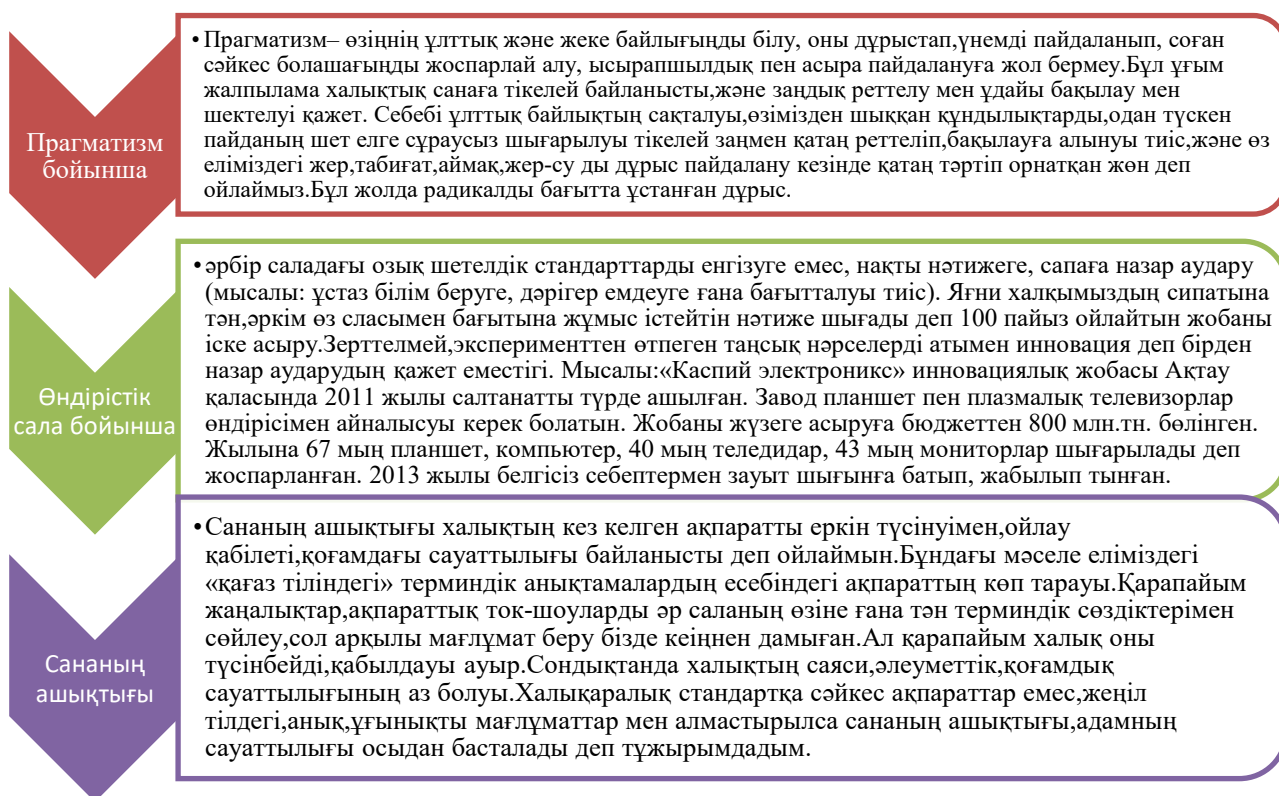 Прагматизм
бойынша
• Прагматизм– өзіңнің ұлттық және жеке байлығыңды білу, оны дұрыстап,үнемді пайдаланып, соған
сәйкес болашағыңды жоспарлай алу, ысырапшылдық пен асыра пайдалануға жол бермеу.Бұл ұғым
жалпылама халықтық санаға тікелей байланысты,және заңдық реттелу мен ұдайы бақылау мен
шектелуі қажет. Себебі ұлттық байлықтың сақталуы,өзімізден шыққан құндылықтарды,одан түскен
пайданың шет елге сұраусыз шығарылуы тікелей заңмен қатаң реттеліп,бақылауға алынуы тиіс,және өз
еліміздегі жер,табиғат,аймақ,жер-су ды дұрыс пайдалану кезінде қатаң тәртіп орнатқан жөн деп
ойлаймыз.Бұл жолда радикалды бағытта ұстанған дұрыс.
Өндірістік
сала бойынша
• әрбір саладағы озық шетелдік стандарттарды енгізуге емес, нақты нәтижеге, сапаға назар аудару
(мысалы: ұстаз білім беруге, дәрігер емдеуге ғана бағытталуы тиіс). Яғни халқымыздың сипатына
тән,әркім өз сласымен бағытына жұмыс істейтін нәтиже шығады деп 100 пайыз ойлайтын жобаны
іске асыру.Зерттелмей,эксперименттен өтпеген таңсық нәрселерді атымен инновация деп бірден
назар аударудың қажет еместігі. Мысалы:«Каспий электроникс» инновациялық жобасы Ақтау
қаласында 2011 жылы салтанатты түрде ашылған. Завод планшет пен плазмалық телевизорлар
өндірісімен айналысуы керек болатын. Жобаны жүзеге асыруға бюджеттен 800 млн.тн. бөлінген.
Жылына 67 мың планшет, компьютер, 40 мың теледидар, 43 мың мониторлар шығарылады деп
жоспарланған. 2013 жылы белгісіз себептермен зауыт шығынға батып, жабылып тынған.
Сананың
ашықтығы
• Сананың ашықтығы халықтың кез келген ақпаратты еркін түсінуімен,ойлау
қабілеті,қоғамдағы сауаттылығы байланысты деп ойлаймын.Бұндағы мәселе еліміздегі
«қағаз тіліндегі» терминдік анықтамалардың есебіндегі ақпараттың көп тарауы.Қарапайым
жаңалықтар,ақпараттық ток-шоуларды әр саланың өзіне ғана тән терминдік сөздіктерімен
сөйлеу,сол арқылы мағлұмат беру бізде кеіңнен дамыған.Ал қарапайым халық оны
түсінбейді,қабылдауы ауыр.Сондықтанда халықтың саяси,әлеуметтік,қоғамдық
сауаттылығының аз болуы.Халықаралық стандартқа сәйкес ақпараттар емес,жеңіл
тілдегі,анық,ұғынықты мағлұматтар мен алмастырылса сананың ашықтығы,адамның
сауаттылығы осыдан басталады деп тұжырымдадым.